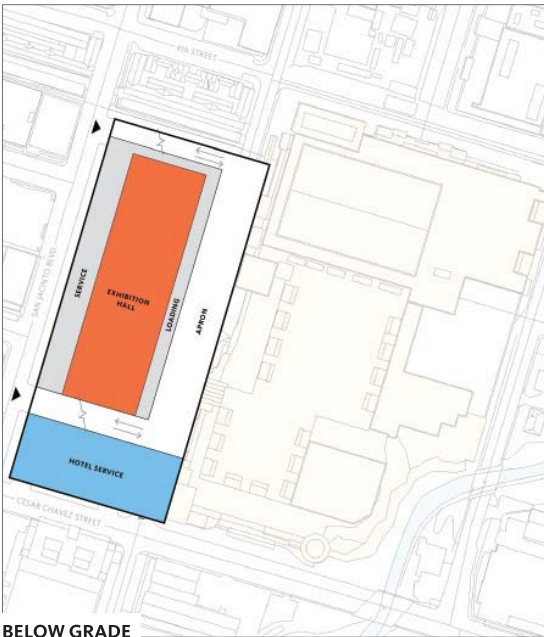 4th STREET
SAN JACINTO BLVD
SERVICE
EXHIBITION
HALL
LOADING
APRON
HOTEL SERVICE
CESAR CHAVEZ STREET
BELOW GRADE